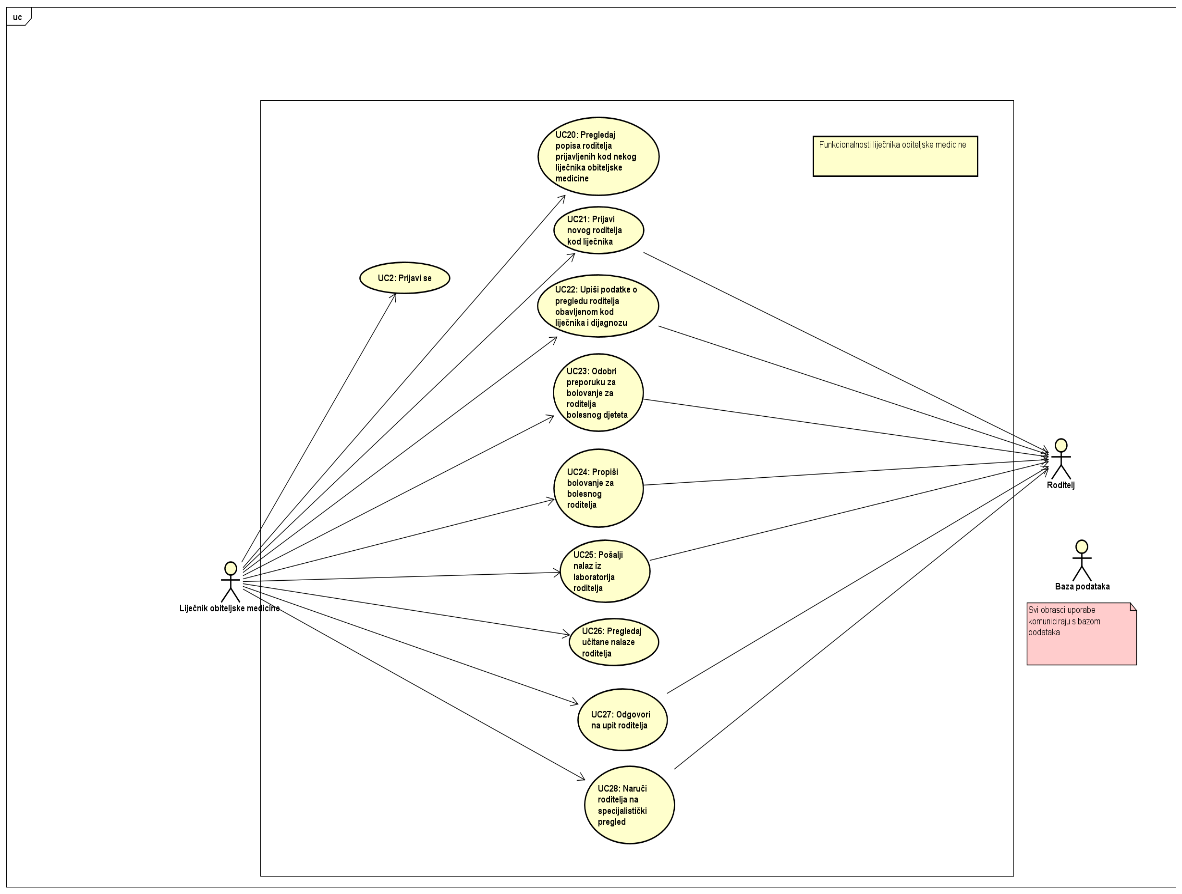 uc
UC20: Pregledaj
popisa roditelja
prijavljenih kod nekog
liječnika obiteljske
medicine
Funkcionalnosti liječnika obiteljske medicine
UC21: Prijavi
novog roditelja
kod liječnika
UC2: Prijavi se
UC22: Upiši podatke o
pregledu roditelja
obavljenom kod
liječnika i dijagnozu
UC23: Odobri
preporuku za
bolovanje za
roditelja
bolesnog djeteta
UC24: Propiši
bolovanje za
bolesnog
roditelja
Roditelj
UC25: Pošalji
nalaz iz
laboratorija
roditelja
Liječnik obiteljske medicine
Baza podataka
Svi obrasci uporabe
komuniciraju s bazom
podataka
UC26: Pregledaj
učitane nalaze
roditelja
UC27: Odgovori
na upit roditelja
UC28: Naruči
roditelja na
specijalistički
pregled